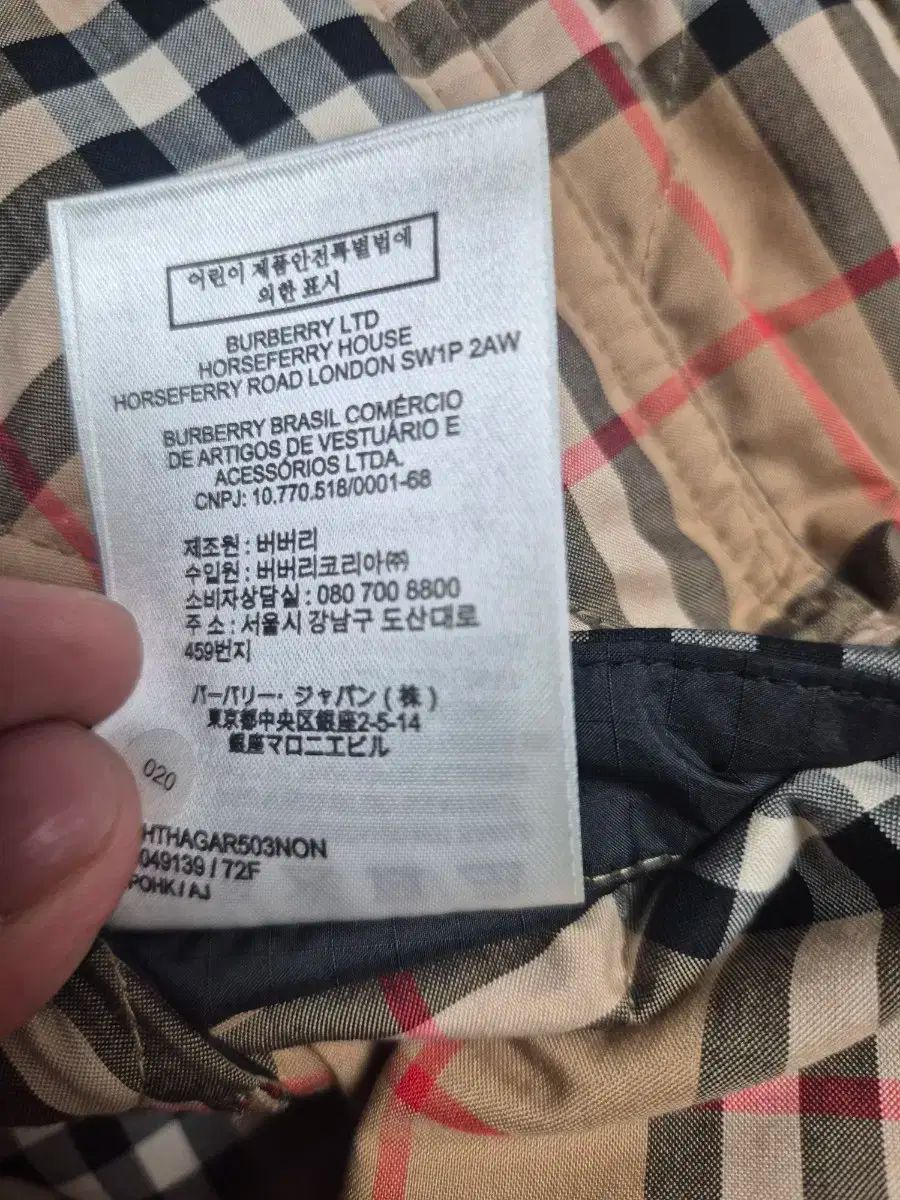 어린이 제품안전특별법에
의한 표시
BURBERRY LTD
HORSEFERRY HOUSE
HORSEFERRY ROAD LONDON SW1P 2AW
BURBERRY BRASIL COMÉRCIO
DE ARTIGOS DE VESTUÁRIO E
ACESSÓRIOS LTDA.
CNPJ: 10.770.518/0001-68
제조원 : 버버리
수입원 : 버버리코리아㈜
소비자상담실 : 080 700 8800
주 소 : 서울시 강남구 도산대로
459번지
バーバリー・ジャパン(株)
東京都中央区銀座2-5-14
銀座マロニエビル
020
HTHAGAR503NON
049139 / 72F
POHK / AJ